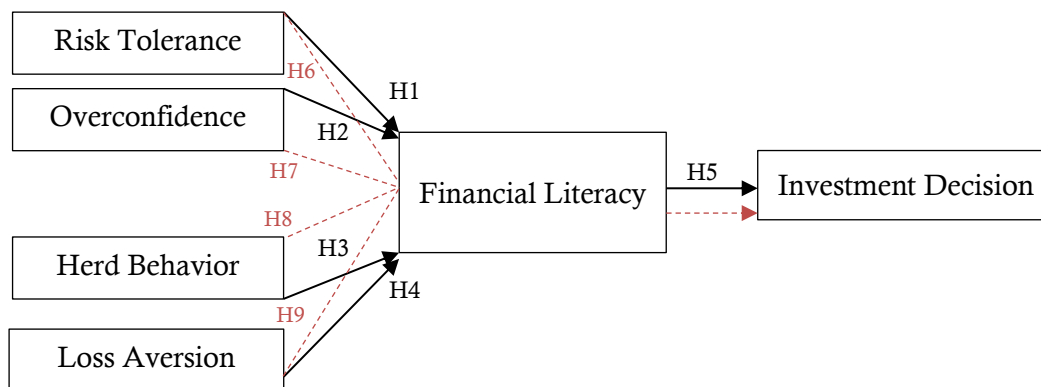 Risk Tolerance
H6
H1
Overconfidence
H2
H7
Financial Literacy
H5
Investment Decision
H8
Herd Behavior
H3
H4
H9
Loss Aversion